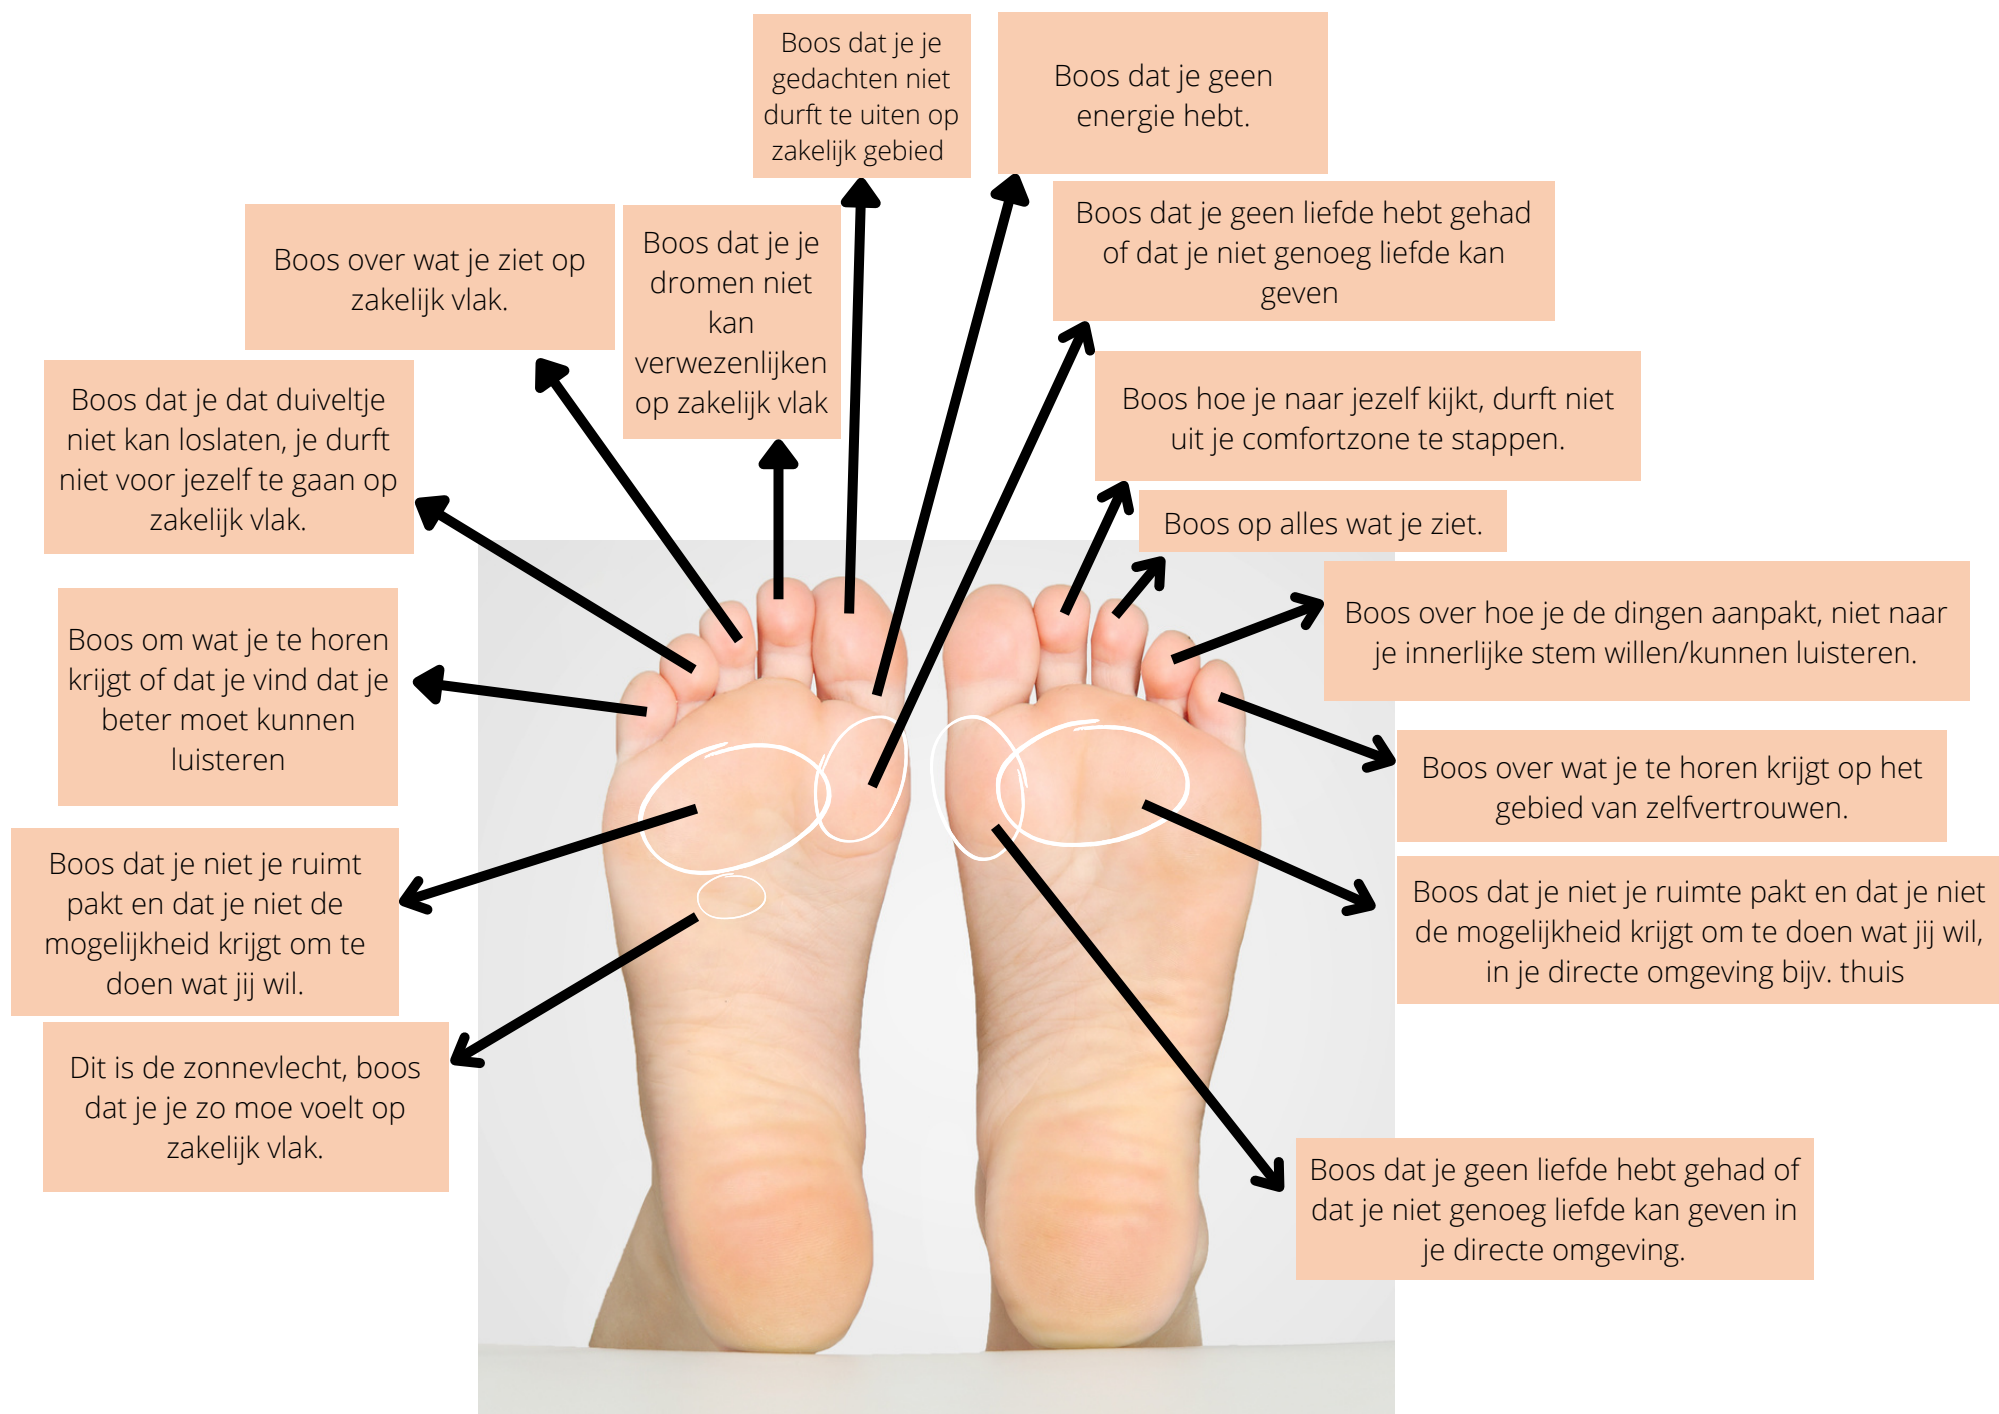 Boos dat je je
gedachten niet
durft te uiten op
zakelijk gebied
Boos dat je geen
energie hebt.
Boos dat je geen liefde hebt gehad
of dat je niet genoeg liefde kan
geven
Boos over wat je ziet op
zakelijk vlak.
Boos dat je je
dromen niet
kan
verwezenlijken
op zakelijk vlak
Boos hoe je naar jezelf kijkt, durft niet
uit je comfortzone te stappen.
Boos dat je dat duiveltje
niet kan loslaten, je durft
niet voor jezelf te gaan op
zakelijk vlak.
Boos op alles wat je ziet.
Boos over hoe je de dingen aanpakt, niet naar
je innerlijke stem willen/kunnen luisteren.
Boos om wat je te horen
krijgt of dat je vind dat je
beter moet kunnen
luisteren
Boos over wat je te horen krijgt op het
gebied van zelfvertrouwen.
Boos dat je niet je ruimt
pakt en dat je niet de
mogelijkheid krijgt om te
doen wat jij wil.
Boos dat je niet je ruimte pakt en dat je niet
de mogelijkheid krijgt om te doen wat jij wil,
in je directe omgeving bijv. thuis
Dit is de zonnevlecht, boos
dat je je zo moe voelt op
zakelijk vlak.
Boos dat je geen liefde hebt gehad of
dat je niet genoeg liefde kan geven in
je directe omgeving.